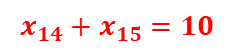 x₁₄ + x₁₅ = 10